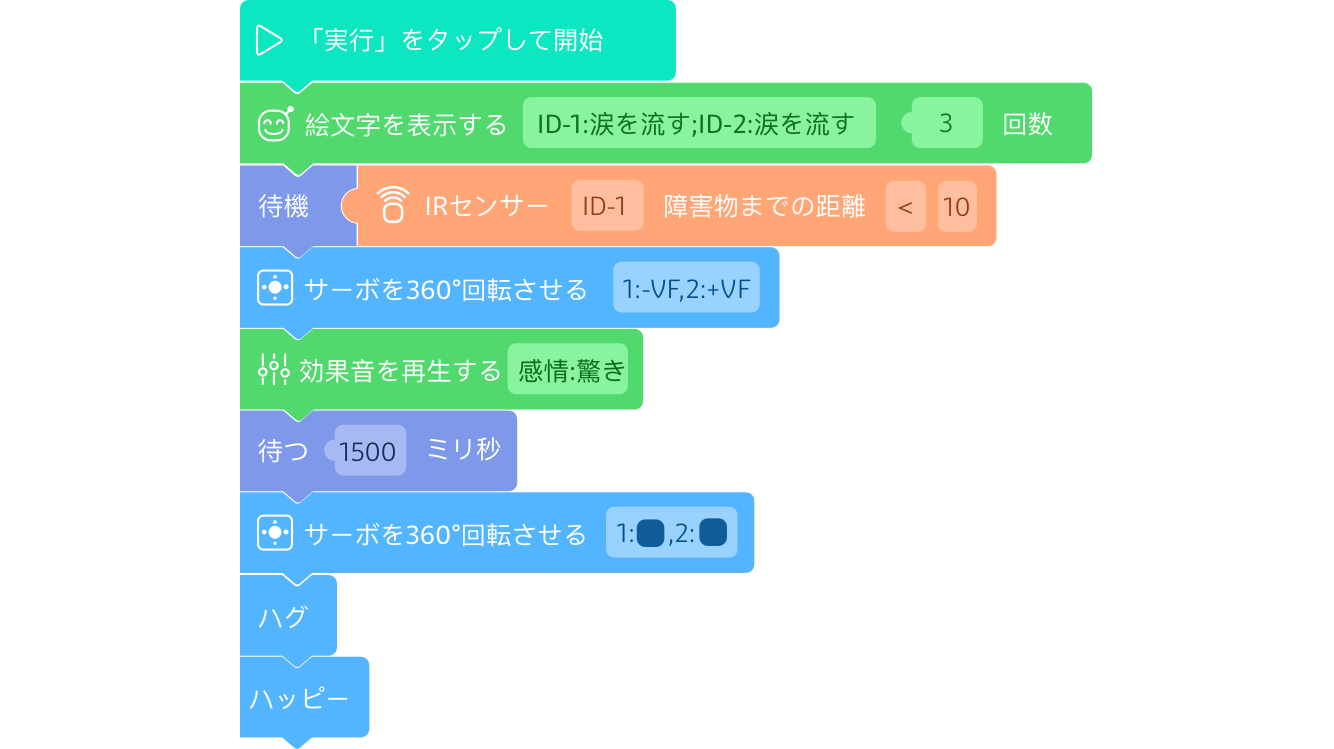 「実行」をタップして開始
絵文字を表示する ID-1:涙を流す;ID-2:涙を流す 3 回数
待機 IRセンサー ID-1 障害物までの距離 < 10
サーボを360°回転させる 1:-VF,2:+VF
効果音を再生する 感情:驚き
待つ 1500 ミリ秒
サーボを360°回転させる 1: ,2:
ハグ
ハッピー